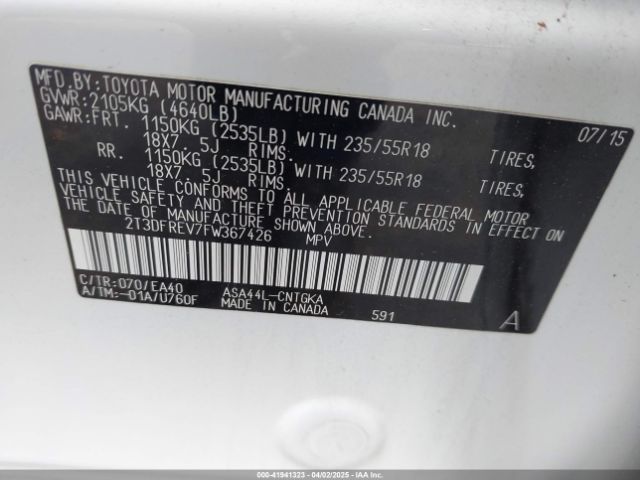 MFD. BY: TOYOTA MOTOR MANUFACTURING CANADA INC. 07/15
GVWR: 2105KG (4640LB)
GAWR: FRT. 1150KG (2535LB) WITH 235/55R18 TIRES,
18X7. 5J RIMS.
RR. 1150KG (2535LB) WITH 235/55R18 TIRES,
18X7. 5J RIMS.
THIS VEHICLE CONFORMS TO ALL APPLICABLE FEDERAL MOTOR
VEHICLE SAFETY AND THEFT PREVENTION STANDARDS IN EFFECT ON
THE DATE OF MANUFACTURE SHOWN ABOVE.
2T3DFREV7FW367426 MPV
C/TR: 070/EA40 ASA44L-CNTGKA
A/TM: -01A/U760F MADE IN CANADA 591 A
000-41941323 - 04/02/2025 - IAA Inc.